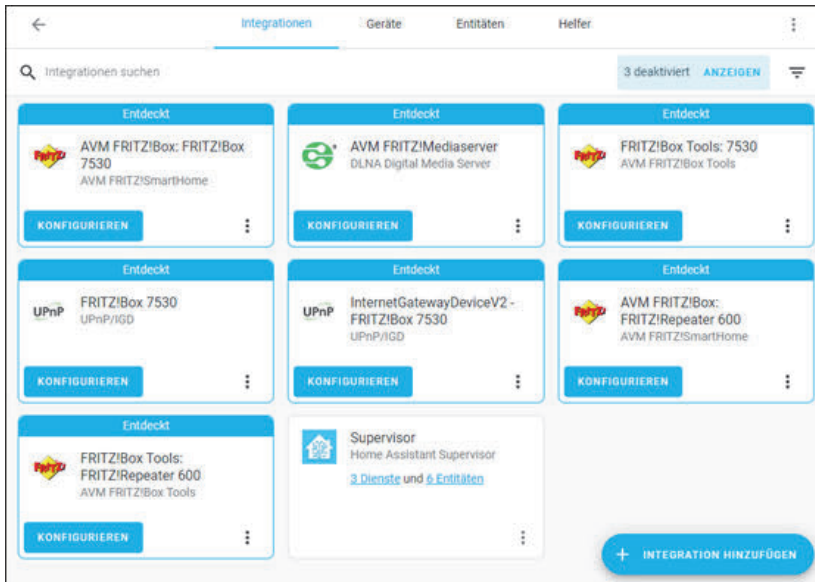 Integrationen Geräte Entitäten Helfer
Integrationen suchen
3 deaktiviert ANZEIGEN
Entdeckt
FRITZ!
AVM FRITZ!Box: FRITZ!Box
7530
AVM FRITZ!SmartHome
KONFIGURIEREN
Entdeckt
AVM FRITZ!Mediaserver
DLNA Digital Media Server
KONFIGURIEREN
Entdeckt
FRITZ!
FRITZ!Box Tools: 7530
AVM FRITZ!Box Tools
KONFIGURIEREN
Entdeckt
UPnP
FRITZ!Box 7530
UPnP/IGD
KONFIGURIEREN
Entdeckt
UPnP
InternetGatewayDeviceV2 -
FRITZ!Box 7530
UPnP/IGD
KONFIGURIEREN
Entdeckt
FRITZ!
AVM FRITZ!Box:
FRITZ!Repeater 600
AVM FRITZ!SmartHome
KONFIGURIEREN
Entdeckt
FRITZ!
FRITZ!Box Tools:
FRITZ!Repeater 600
AVM FRITZ!Box Tools
KONFIGURIEREN
Supervisor
Home Assistant Supervisor
3 Dienste und 6 Entitäten
+ INTEGRATION HINZUFÜGEN